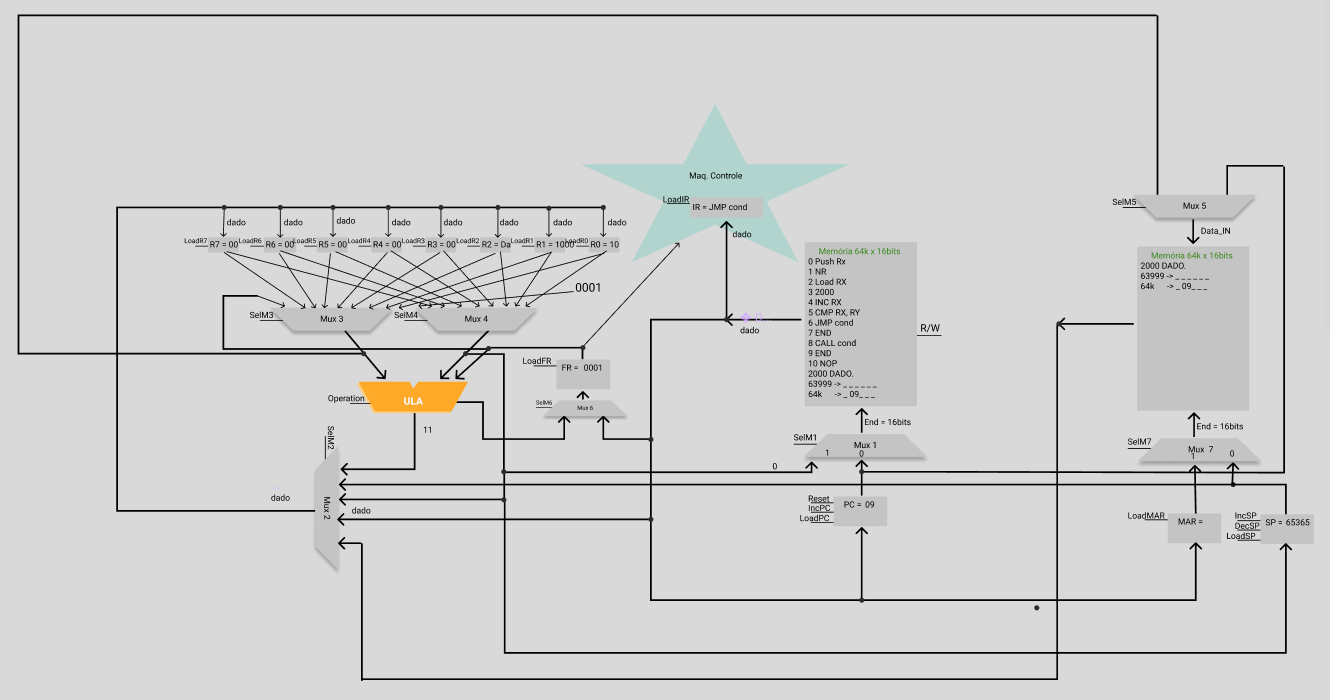 Maq. Controle
LoadIR
IR = JMP cond
dado
SelM5
Mux 5
Data_IN
dado
dado
dado
dado
dado
dado
dado
dado
LoadR7
R7 = 00
LoadR6
R6 = 00
LoadR5
R5 = 00
LoadR4
R4 = 00
LoadR3
R3 = 00
LoadR2
R2 = Da
LoadR1
R1 = 1000
LoadR0
R0 = 10
0001
SelM3
Mux 3
SelM4
Mux 4
Memória 64k x 16bits
0 Push Rx
1 NR
2 Load RX
3 2000
4 INC RX
5 CMP RX, RY
6 JMP cond
7 END
8 CALL cond
9 END
10 NOP
2000 DADO.
63999 -> _ _ _ _ _ _
64k -> _ 09_ _ _
R/W
dado
Memória 64k x 16bits
2000 DADO.
63999 -> _ _ _ _ _ _
64k -> _ 09_ _ _
LoadFR
FR = 0001
SelM6
Mux 6
Operation
ULA
11
End = 16bits
SelM1
Mux 1
1 0
0
End = 16bits
SelM7
Mux 7
1 0
SelM2
Mux 2
dado
dado
Reset
IncPC
LoadPC
PC = 09
LoadMAR
MAR =
IncSP
DecSP
LoadSP
SP = 65365